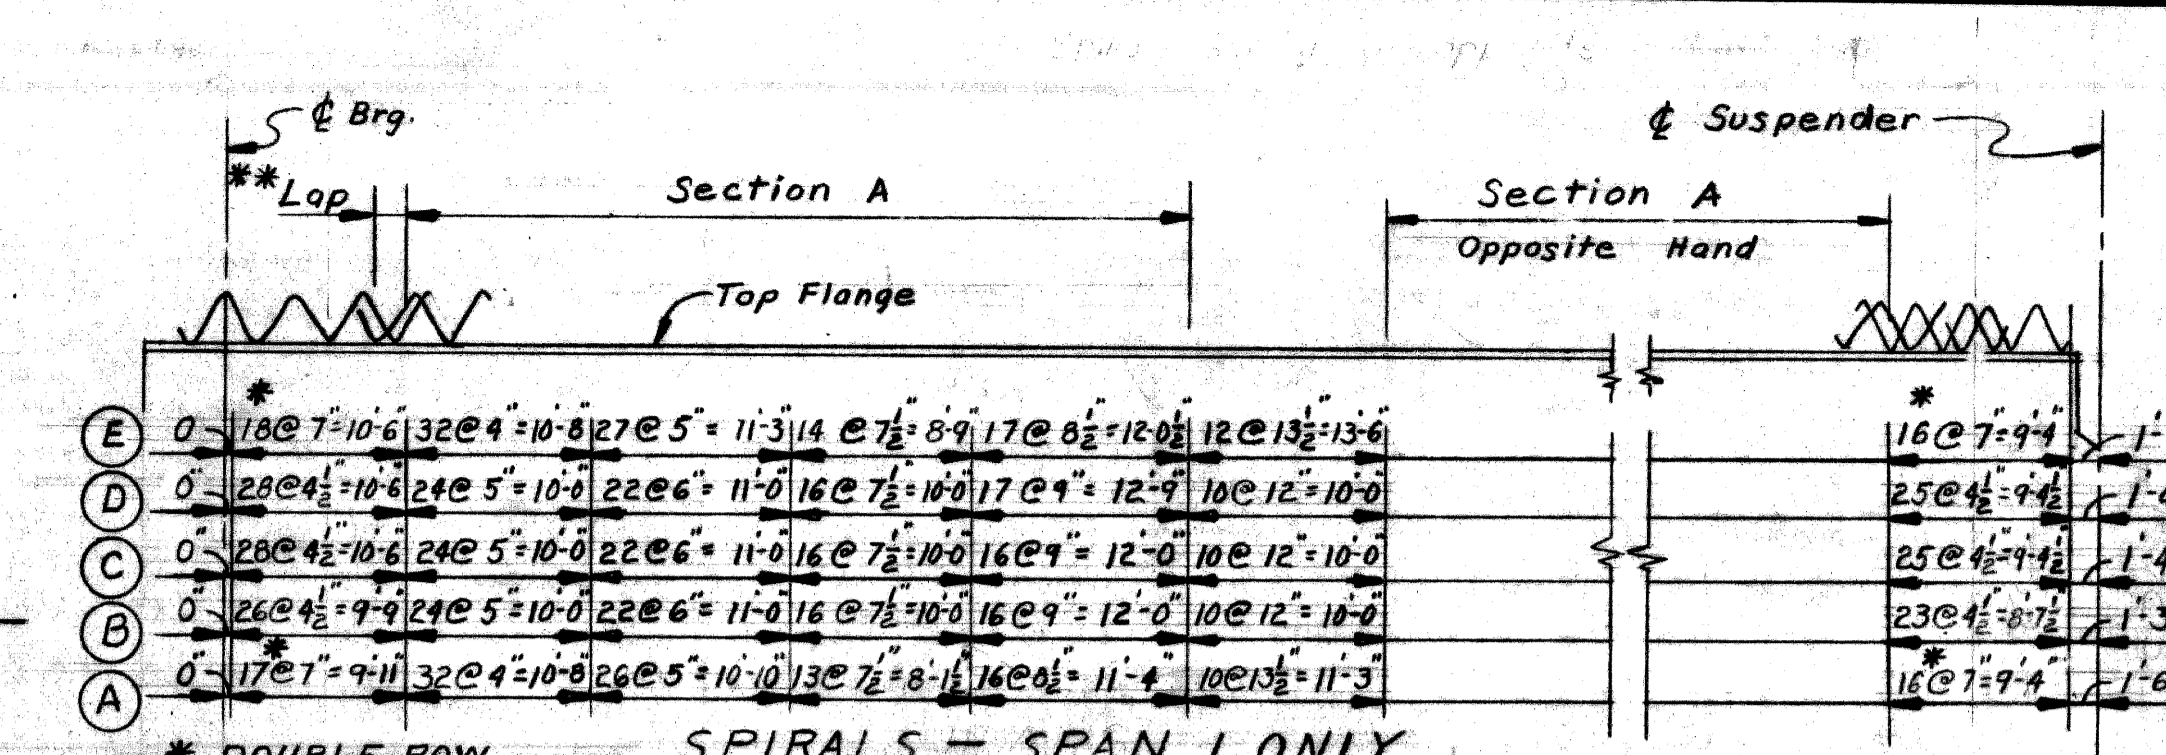 ℄ Brg.
℄ Suspender
**
Lap
Section A
Section A
Opposite Hand
Top Flange
*
*
E 0" 18@ 7"=10'-6" 32@4"=10'-8" 27@5"= 11'-3" 14 @7½"=8'-9" 17@ 8½"=12'-0½" 12@13½"=13'-6" 16@ 7"=9'-4" 1'-
D 0" 28@4½"=10'-6" 24@ 5"=10'-0" 22@6"= 11'-0" 16@ 7½"=10'-0" 17@9"= 12'-9" 10@ 12"=10'-0" 25@4½"=9'-4½"
C 0" 28@4½"=10'-6" 24@ 5"=10'-0" 22@6"= 11'-0" 16@ 7½"=10'-0" 16@9"= 12'-0" 10@ 12"=10'-0" 25@4½"=9'-4½" 1'-4
B 0" 26@4½"=9'-9" 24@ 5"=10'-0" 22@6"= 11'-0" 16 @7½"=10'-0" 16@9"= 12'-0" 10@12"= 10'-0" 23@4½"=8'-7½" 1'-3
*
*
A 0" 17@7"=9'-11" 32@4"=10'-8" 26@5"=10'-10" 13@ 7½"=8'-1½" 16@8½"= 11'-4" 10@13½"=11'-3" 16@ 7"=9'-4" 1'-6
* DOUBLE ROW
SPIRALS — SPAN 1 ONLY